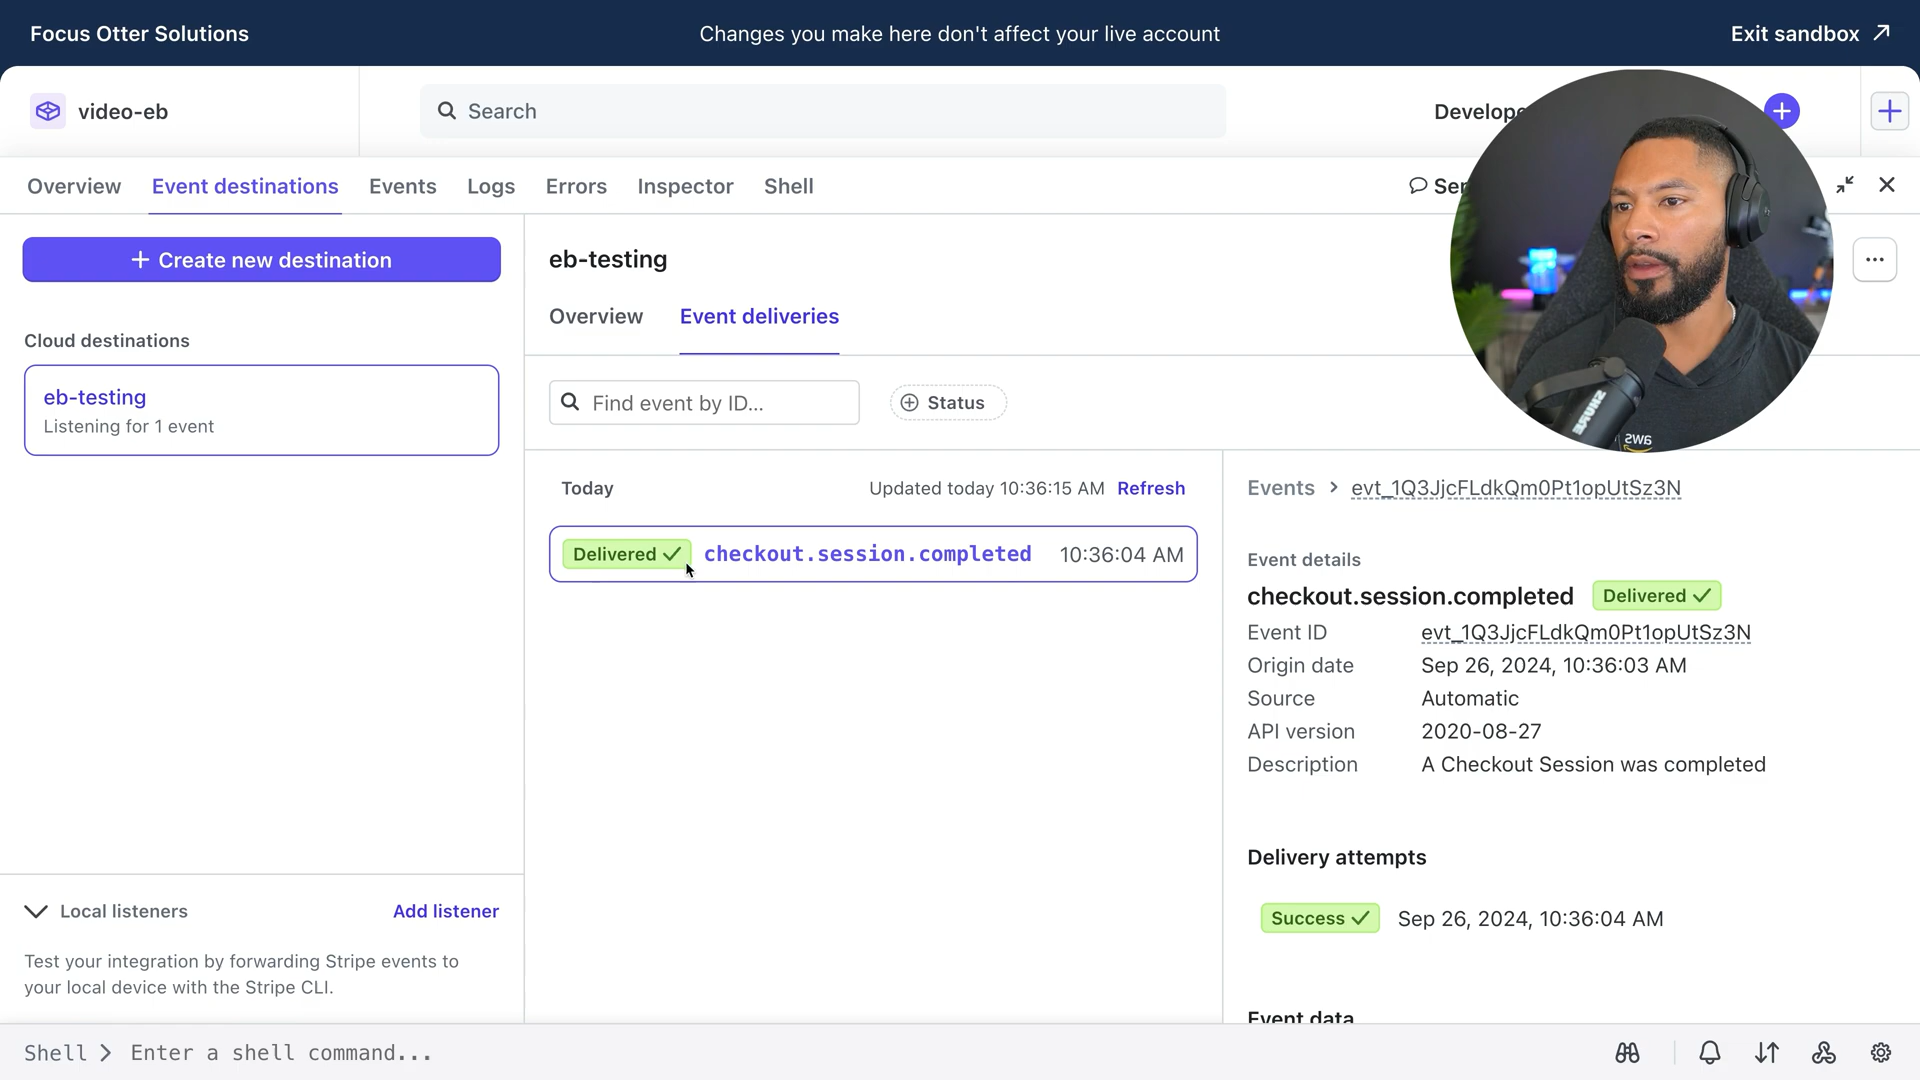 Focus Otter Solutions
Changes you make here don't affect your live account
Exit sandbox
video-eb
Search
Develope
Overview
Event destinations
Events
Logs
Errors
Inspector
Shell
Sen
+ Create new destination
Cloud destinations
eb-testing
Listening for 1 event
eb-testing
Overview
Event deliveries
Find event by ID...
Status
Today
Updated today 10:36:15 AM
Refresh
Delivered
checkout.session.completed
10:36:04 AM
Events > evt_1Q3JjcFLdkQm0Pt1opUtSz3N
Event details
checkout.session.completed
Delivered
Event ID
evt_1Q3JjcFLdkQm0Pt1opUtSz3N
Origin date
Sep 26, 2024, 10:36:03 AM
Source
Automatic
API version
2020-08-27
Description
A Checkout Session was completed
Delivery attempts
Success
Sep 26, 2024, 10:36:04 AM
Event data
Local listeners
Add listener
Test your integration by forwarding Stripe events to
your local device with the Stripe CLI.
Shell > Enter a shell command...
SHURE
aws